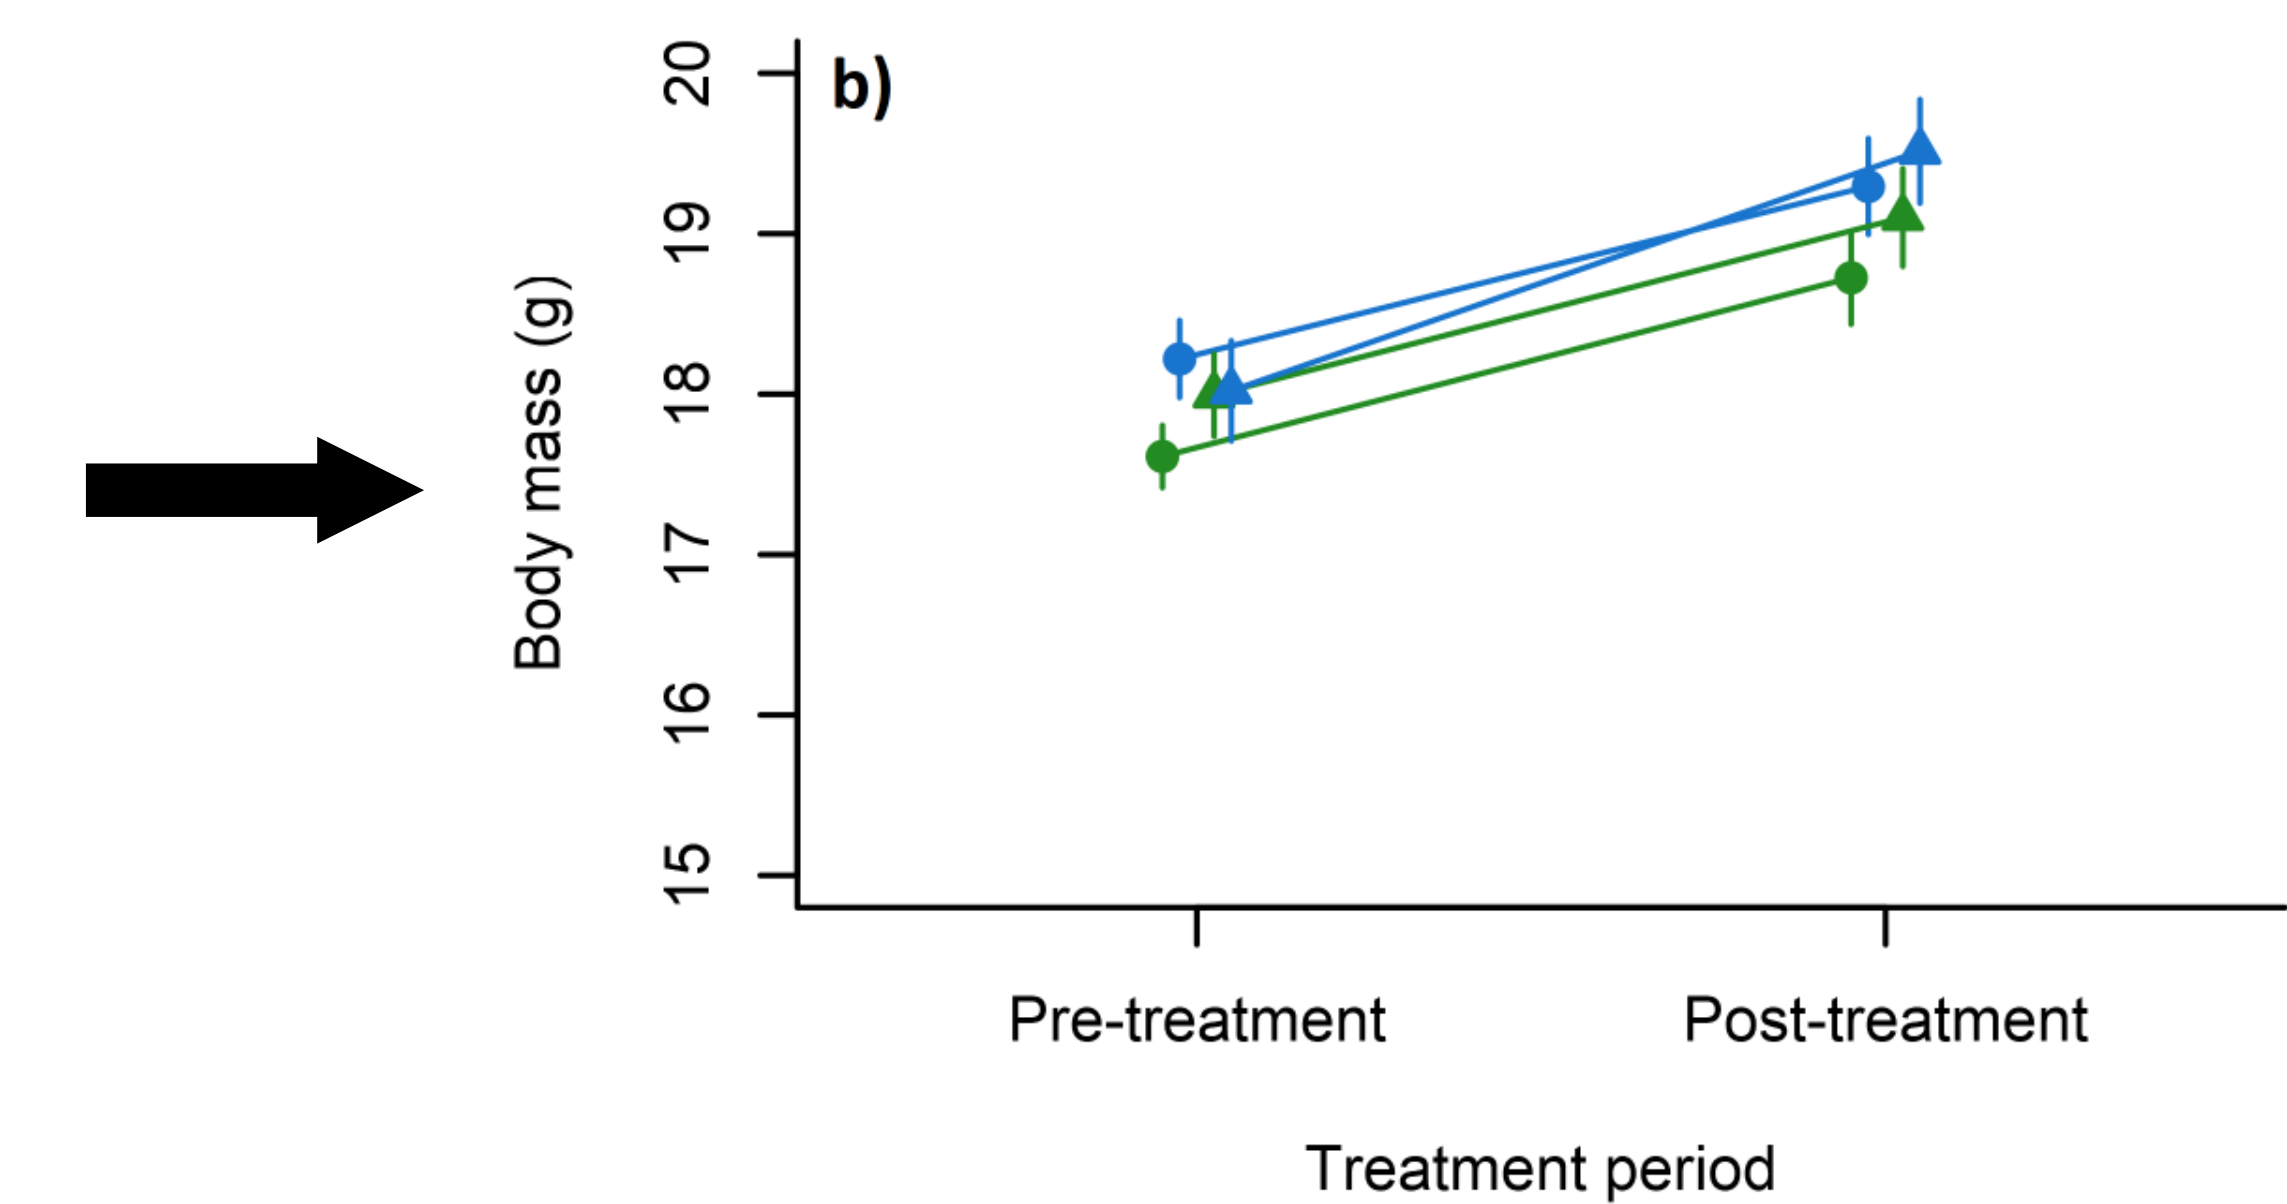 b)
20
19
18
17
16
15
Body mass (g)
Pre-treatment
Post-treatment
Treatment period